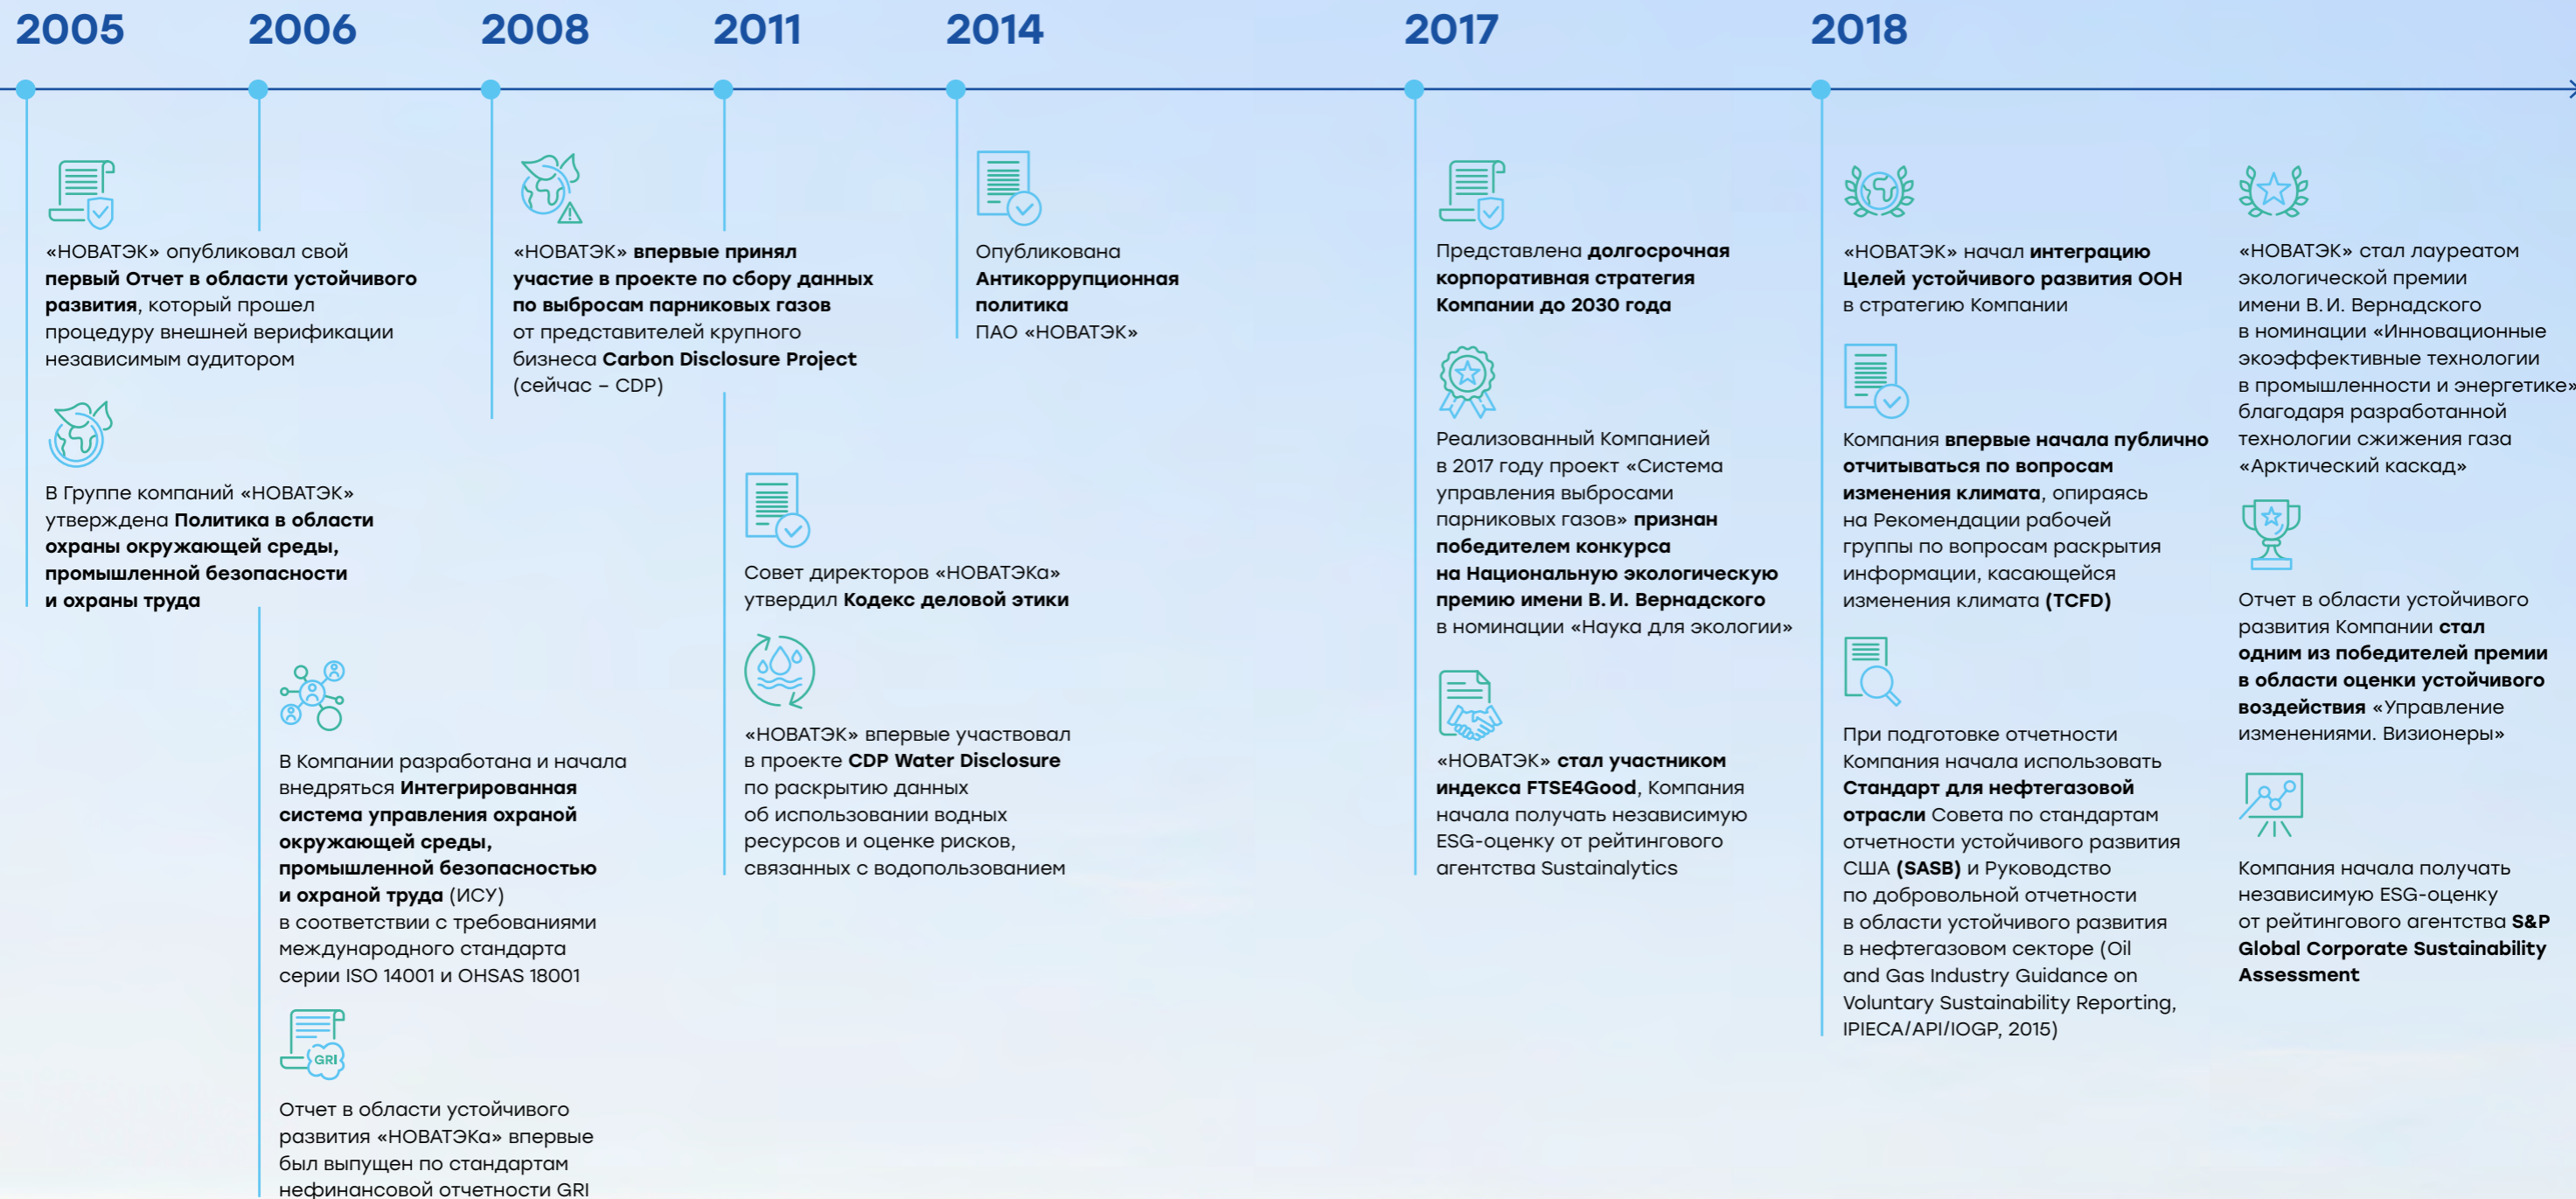 2005
2006
2008
2011
2014
2017
2018
«НОВАТЭК» опубликовал свой
первый Отчет в области устойчивого
развития, который прошел
процедуру внешней верификации
независимым аудитором
В Группе компаний «НОВАТЭК»
утверждена Политика в области
охраны окружающей среды,
промышленной безопасности
и охраны труда
В Компании разработана и начала
внедряться Интегрированная
система управления охраной
окружающей среды,
промышленной безопасностью
и охраной труда (ИСУ)
в соответствии с требованиями
международного стандарта
серии ISO 14001 и OHSAS 18001
GRI
Отчет в области устойчивого
развития «НОВАТЭКа» впервые
был выпущен по стандартам
нефинансовой отчетности GRI
«НОВАТЭК» впервые принял
участие в проекте по сбору данных
по выбросам парниковых газов
от представителей крупного
бизнеса Carbon Disclosure Project
(сейчас – CDP)
Совет директоров «НОВАТЭКа»
утвердил Кодекс деловой этики
«НОВАТЭК» впервые участвовал
в проекте CDP Water Disclosure
по раскрытию данных
об использовании водных
ресурсов и оценке рисков,
связанных с водопользованием
Опубликована
Антикоррупционная
политика
ПАО «НОВАТЭК»
Представлена долгосрочная
корпоративная стратегия
Компании до 2030 года
Реализованный Компанией
в 2017 году проект «Система
управления выбросами
парниковых газов» признан
победителем конкурса
на Национальную экологическую
премию имени В. И. Вернадского
в номинации «Наука для экологии»
«НОВАТЭК» стал участником
индекса FTSE4Good, Компания
начала получать независимую
ESG-оценку от рейтингового
агентства Sustainalytics
«НОВАТЭК» начал интеграцию
Целей устойчивого развития ООН
в стратегию Компании
Компания впервые начала публично
отчитываться по вопросам
изменения климата, опираясь
на Рекомендации рабочей
группы по вопросам раскрытия
информации, касающейся
изменения климата (TCFD)
При подготовке отчетности
Компания начала использовать
Стандарт для нефтегазовой
отрасли Совета по стандартам
отчетности устойчивого развития
США (SASB) и Руководство
по добровольной отчетности
в области устойчивого развития
в нефтегазовом секторе (Oil
and Gas Industry Guidance on
Voluntary Sustainability Reporting,
IPIECA/API/IOGP, 2015)
«НОВАТЭК» стал лауреатом
экологической премии
имени В. И. Вернадского
в номинации «Инновационные
экоэффективные технологии
в промышленности и энергетике»
благодаря разработанной
технологии сжижения газа
«Арктический каскад»
Отчет в области устойчивого
развития Компании стал
одним из победителей премии
в области оценки устойчивого
воздействия «Управление
изменениями. Визионеры»
Компания начала получать
независимую ESG-оценку
от рейтингового агентства S&P
Global Corporate Sustainability
Assessment